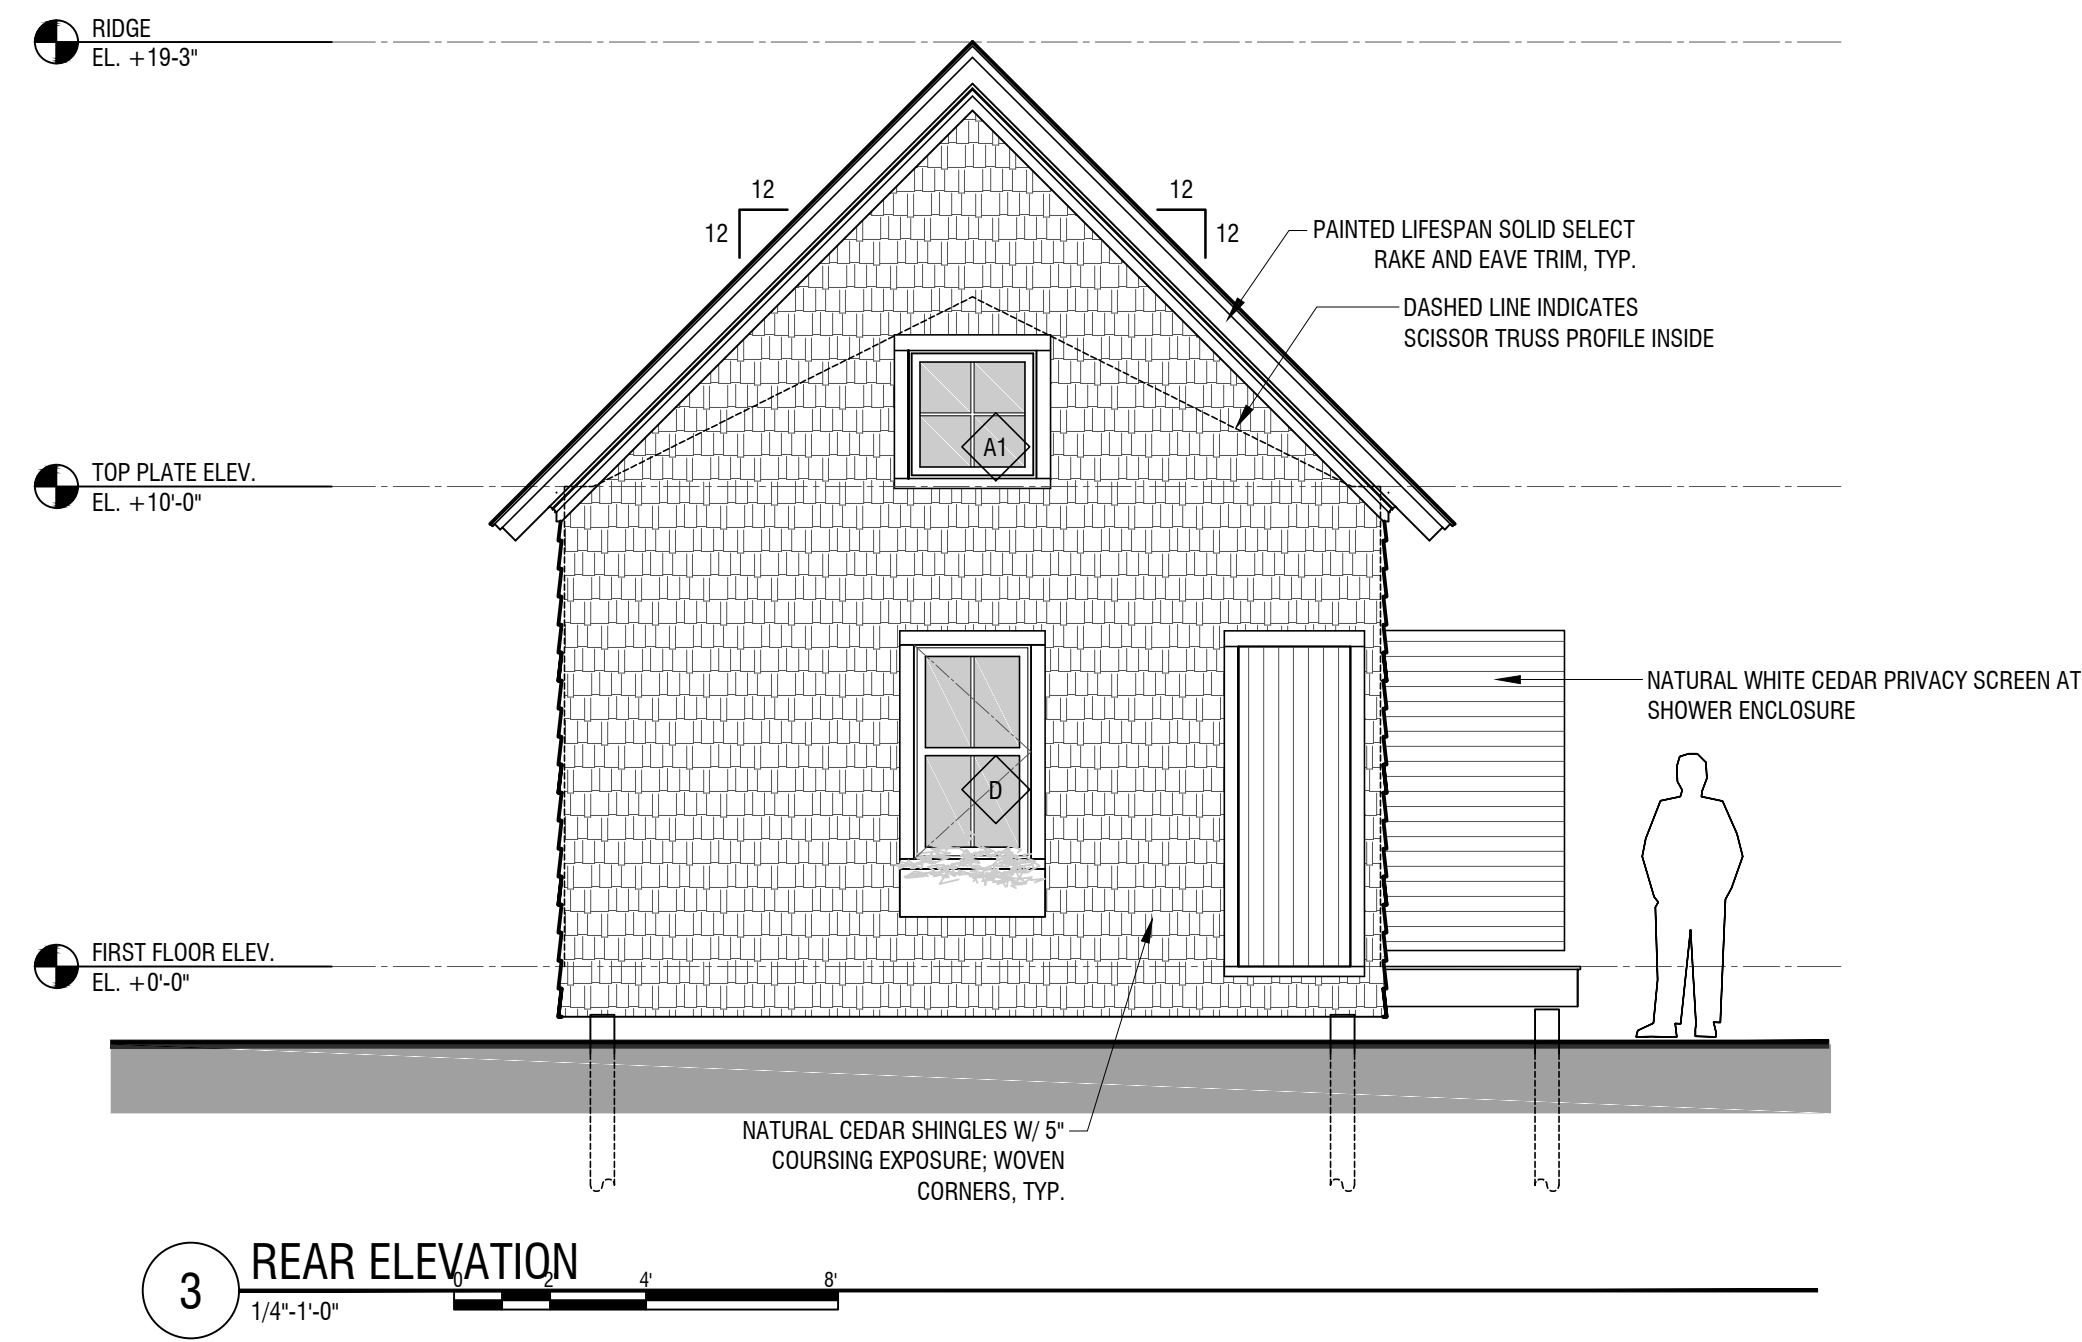 RIDGE
EL. +19-3"
12
12
12
12
PAINTED LIFESPAN SOLID SELECT
RAKE AND EAVE TRIM, TYP.
DASHED LINE INDICATES
SCISSOR TRUSS PROFILE INSIDE
A1
TOP PLATE ELEV.
EL. +10'-0"
NATURAL WHITE CEDAR PRIVACY SCREEN AT
SHOWER ENCLOSURE
D
FIRST FLOOR ELEV.
EL. +0'-0"
NATURAL CEDAR SHINGLES W/ 5"
COURSING EXPOSURE; WOVEN
CORNERS, TYP.
3
REAR ELEVATION
1/4"-1'-0"
0 2' 4' 8'